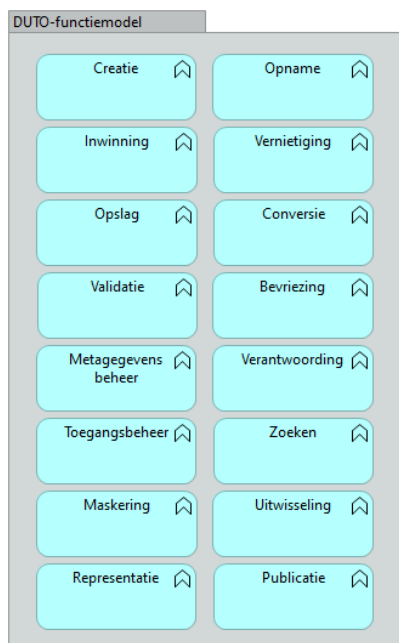 DUTO-functiemodel
Creatie
Opname
Inwinning
Vernietiging
Opslag
Conversie
Validatie
Bevriezing
Metagegevens
beheer
Verantwoording
Toegangsbeheer
Zoeken
Maskering
Uitwisseling
Representatie
Publicatie